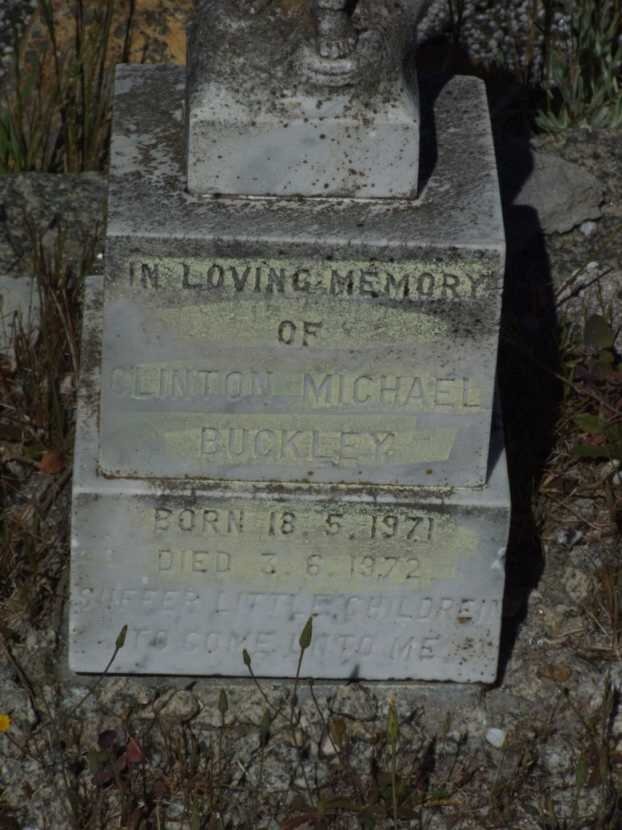 IN LOVING MEMORY
OF
CLINTON MICHAEL
BUCKLEY.
BORN 18.5.1971
DIED 3.6.1972
SUFFER LITTLE CHILDREN
TO COME UNTO ME